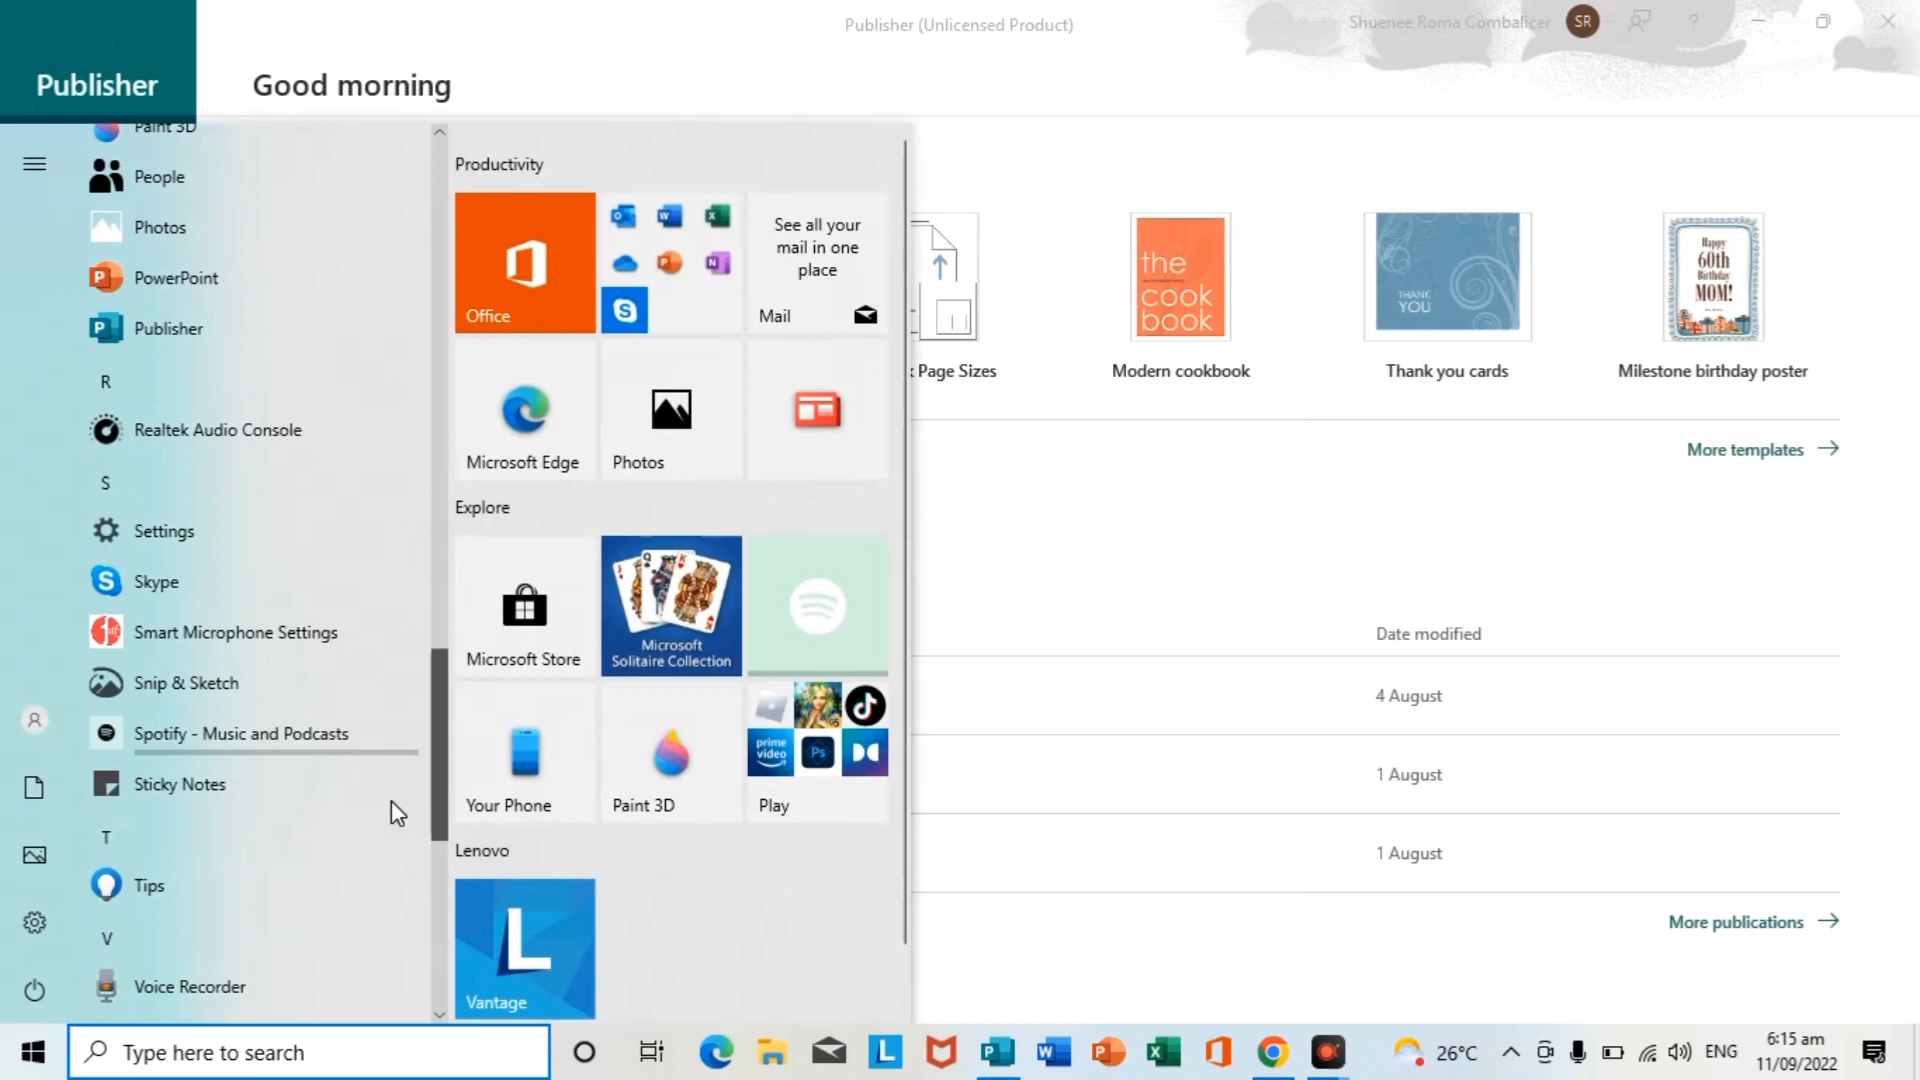 Publisher (Unlicensed Product)
Shuenee Roma Combalicer
SR
?
Publisher
Good morning
Paint 3D
People
Photos
PowerPoint
Publisher
R
Realtek Audio Console
S
Settings
Skype
Smart Microphone Settings
Snip & Sketch
Spotify - Music and Podcasts
Sticky Notes
T
Tips
V
Voice Recorder
Productivity
Office
See all your
mail in one
place
Mail
Microsoft Edge
Photos
Explore
Microsoft Store
Microsoft
Solitaire Collection
Your Phone
Paint 3D
prime
video
Ps
Play
Lenovo
L
Vantage
Page Sizes
the
cook
book
Modern cookbook
THANK
YOU
Thank you cards
Happy
60th
Birthday
MOM!
Milestone birthday poster
More templates
Date modified
4 August
1 August
1 August
More publications
Type here to search
26°C
ENG
6:15 am
11/09/2022